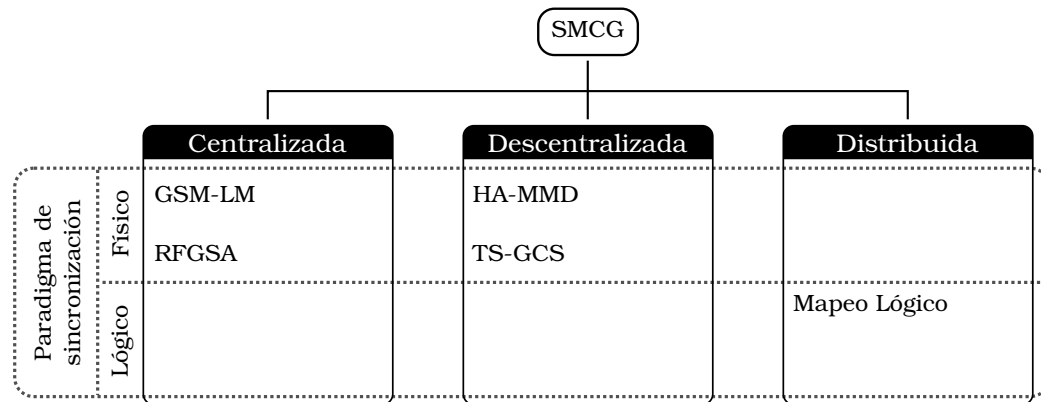 SMCG
Centralizada
Descentralizada
Distribuida
Paradigma de
sincronización
Físico
GSM-LM
HA-MMD
RFGSA
TS-GCS
Lógico
Mapeo Lógico